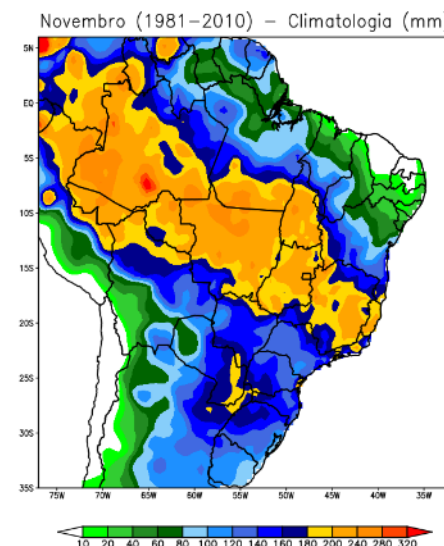 Novembro (1981−2010) − Climatologia (mm)
5N
EQ
5S
10S
15S
20S
25S
30S
35S
75W 70W 65W 60W 55W 50W 45W 40W 35W
10 20 40 60 80 100 120 140 160 180 200 240 280 320